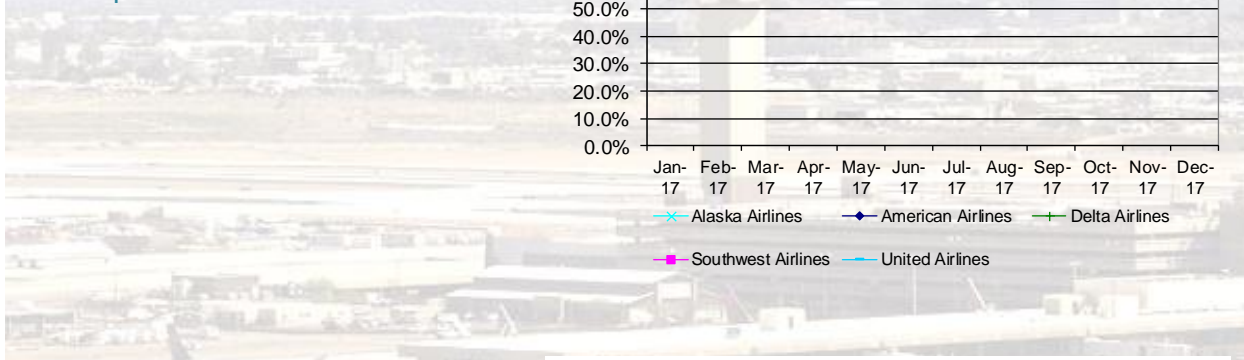 50.0%
40.0%
30.0%
20.0%
10.0%
0.0%
Jan- Feb- Mar- Apr- May- Jun- Jul- Aug- Sep- Oct- Nov- Dec-
17 17 17 17 17 17 17 17 17 17 17 17
Alaska Airlines American Airlines Delta Airlines
Southwest Airlines United Airlines